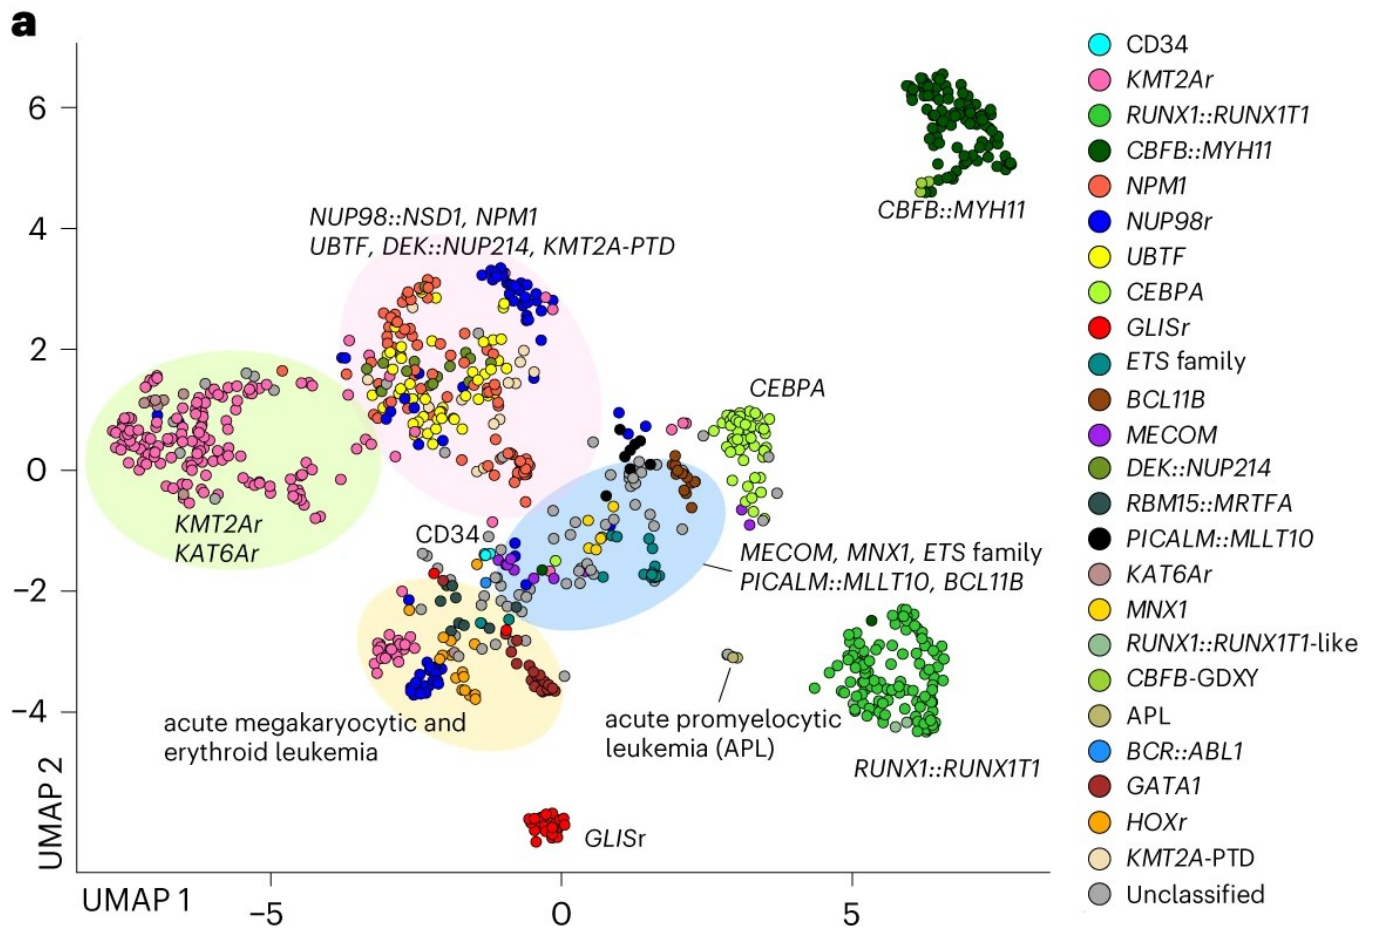 a
6
4
2
0
−2
−4
UMAP 2
UMAP 1
−5
0
5
NUP98::NSD1, NPM1
UBTF, DEK::NUP214, KMT2A-PTD
CBFB::MYH11
CEBPA
KMT2Ar
KAT6Ar
CD34
MECOM, MNX1, ETS family
PICALM::MLLT10, BCL11B
acute megakaryocytic and
erythroid leukemia
acute promyelocytic
leukemia (APL)
RUNX1::RUNX1T1
GLISr
CD34
KMT2Ar
RUNX1::RUNX1T1
CBFB::MYH11
NPM1
NUP98r
UBTF
CEBPA
GLISr
ETS family
BCL11B
MECOM
DEK::NUP214
RBM15::MRTFA
PICALM::MLLT10
KAT6Ar
MNX1
RUNX1::RUNX1T1-like
CBFB-GDXY
APL
BCR::ABL1
GATA1
HOXr
KMT2A-PTD
Unclassified